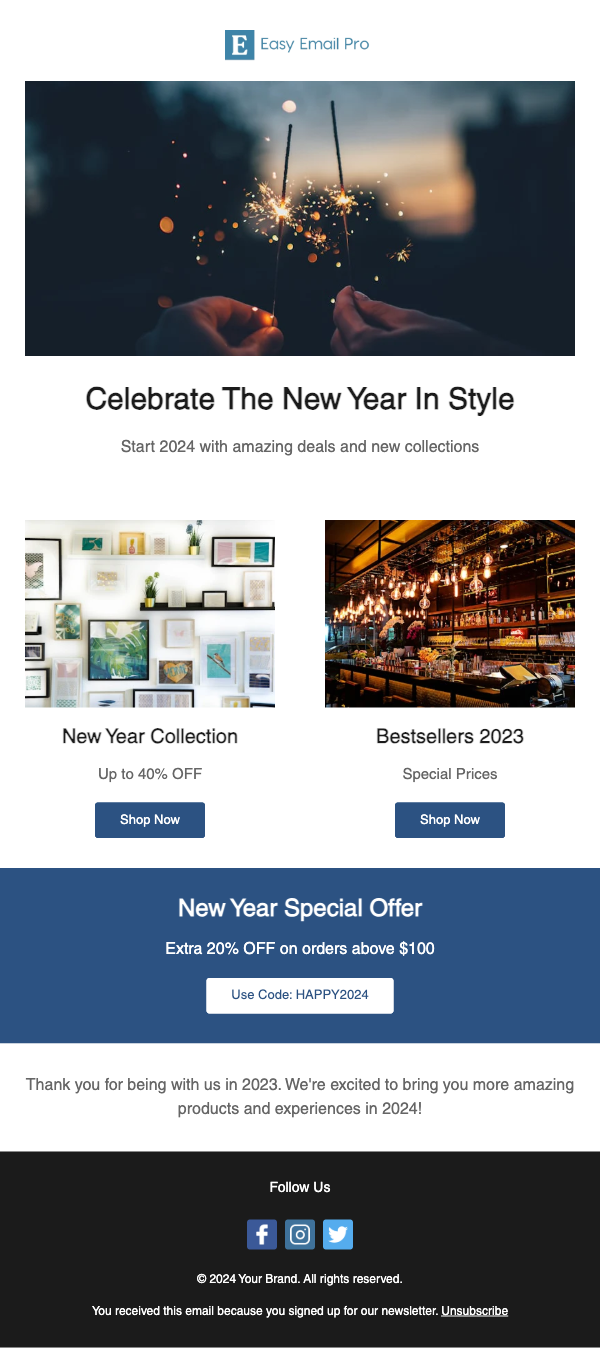 E Easy Email Pro
Celebrate The New Year In Style
Start 2024 with amazing deals and new collections
New Year Collection
Bestsellers 2023
Up to 40% OFF
Special Prices
Shop Now
Shop Now
New Year Special Offer
Extra 20% OFF on orders above $100
Use Code: HAPPY2024
Thank you for being with us in 2023. We're excited to bring you more amazing
products and experiences in 2024!
Follow Us
© 2024 Your Brand. All rights reserved.
You received this email because you signed up for our newsletter. Unsubscribe